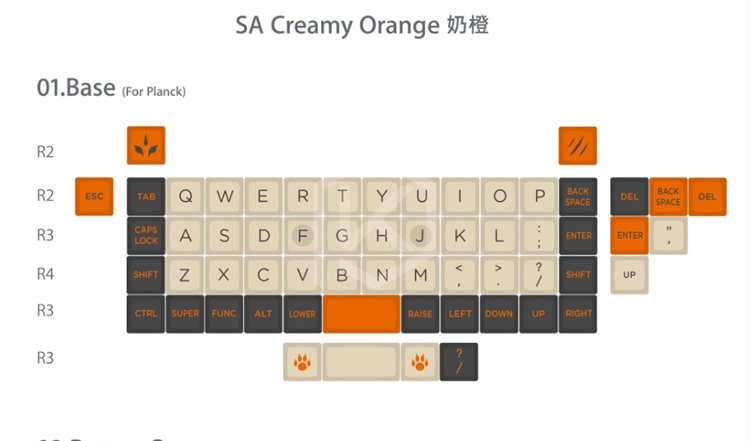 SA Creamy Orange 奶橙
01.Base (For Planck)
R2
R2 ESC TAB Q W E R T Y U I O P BACK SPACE DEL BACK SPACE DEL
R3 CAPS LOCK A S D F G H J K L : ; ENTER ENTER " ,
R4 SHIFT Z X C V B N M < , > . ? / SHIFT UP
R3 CTRL SUPER FUNC ALT LOWER RAISE LEFT DOWN UP RIGHT
R3 ? /